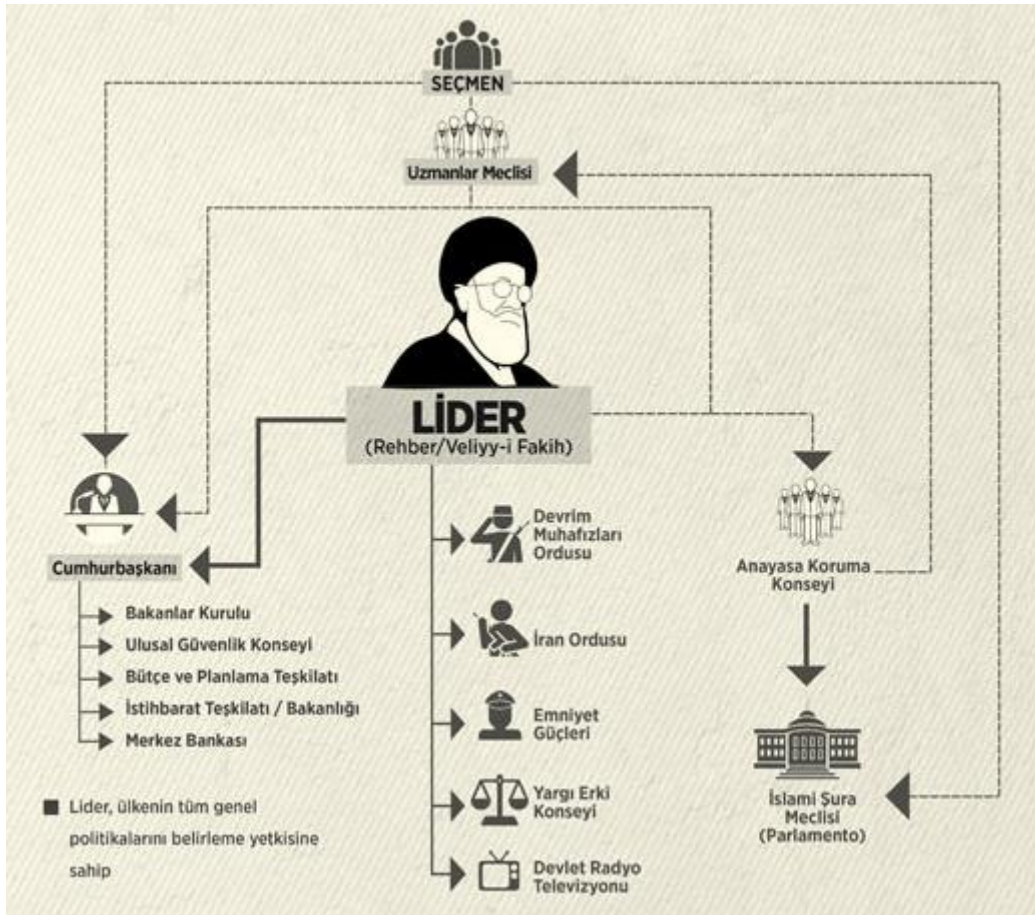 SEÇMEN
Uzmanlar Meclisi
LİDER
(Rehber/Veliyy-i Fakih)
Cumhurbaşkanı
Bakanlar Kurulu
Ulusal Güvenlik Konseyi
Bütçe ve Planlama Teşkilatı
İstihbarat Teşkilatı / Bakanlığı
Merkez Bankası
Lider, ülkenin tüm genel
politikalarını belirleme yetkisine
sahip
Devrim
Muhafızları
Ordusu
İran Ordusu
Emniyet
Güçleri
Yargı Erki
Konseyi
Devlet Radyo
Televizyonu
Anayasa Koruma
Konseyi
İslami Şura
Meclisi
(Parlamento)